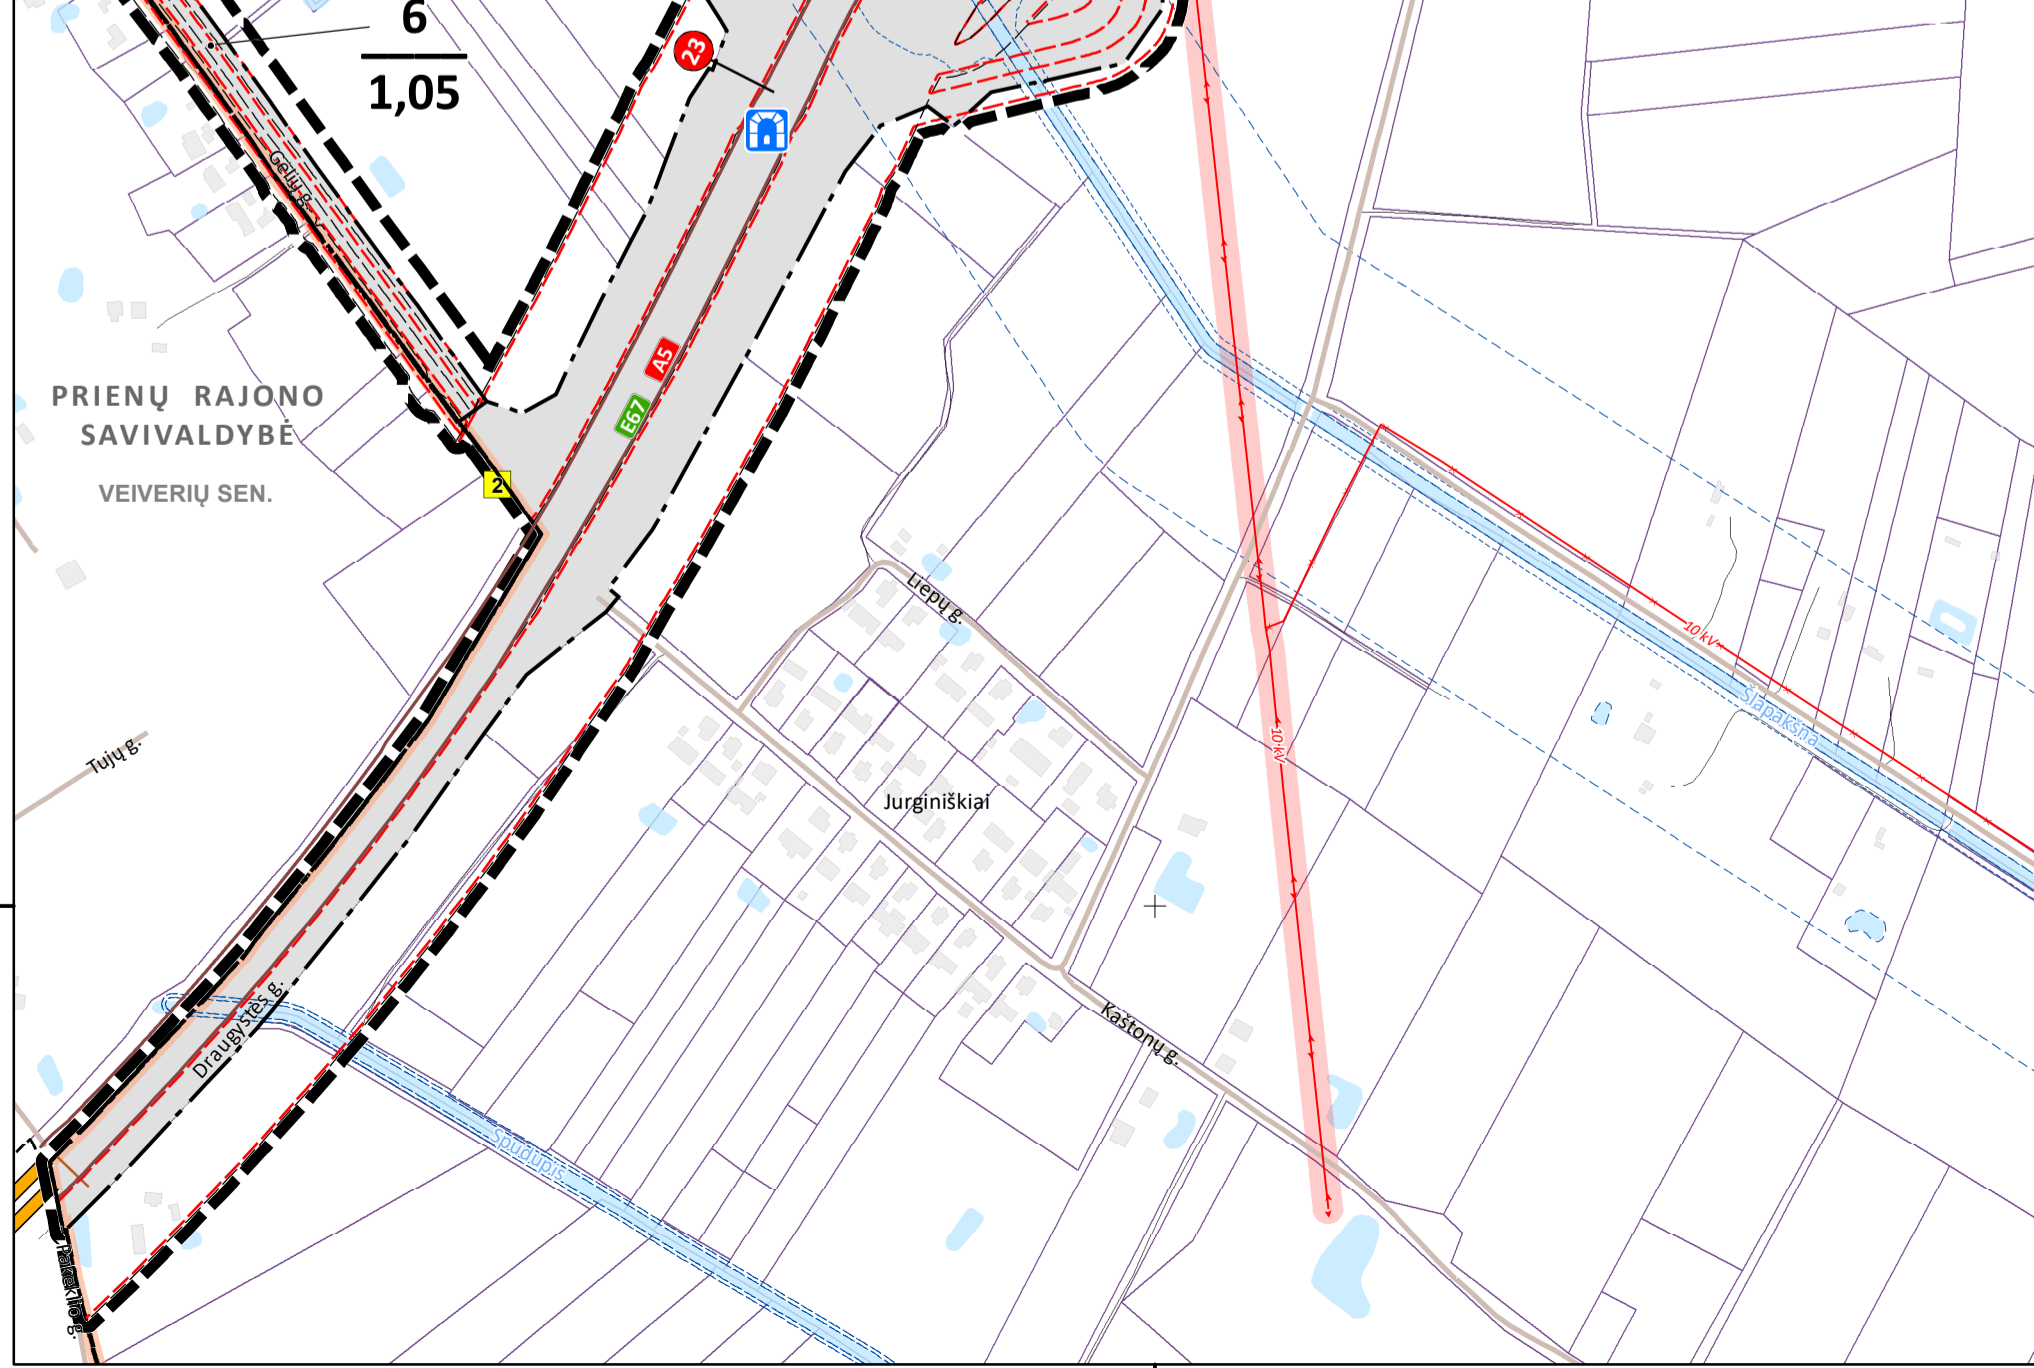 6
1,05
23
Gėlių g.
A5
E67
PRIENŲ RAJONO
SAVIVALDYBĖ
VEIVERIŲ SEN.
2
Liepų g.
10 kV
Šlapakšna
Tujų g.
10 kV
Jurginiškiai
Draugystės g.
Kaštonų g.
Spudupis
Pakeklio g.